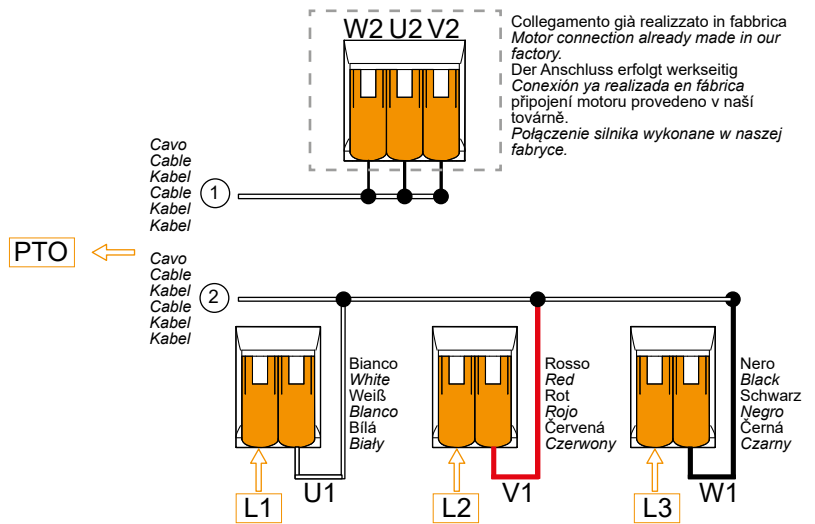 W2 U2 V2
Collegamento già realizzato in fabbrica
Motor connection already made in our
factory.
Der Anschluss erfolgt werkseitig
Conexión ya realizada en fábrica
připojení motoru provedeno v naší
továrně.
Połączenie silnika wykonane w naszej
fabryce.
Cavo
Cable
Kabel
Cable
Kabel
Kabel
1
PTO
Cavo
Cable
Kabel
Cable
Kabel
Kabel
2
Bianco
White
Weiß
Blanco
Bílá
Biały
Rosso
Red
Rot
Rojo
Červená
Czerwony
Nero
Black
Schwarz
Negro
Černá
Czarny
L1
U1
L2
V1
L3
W1